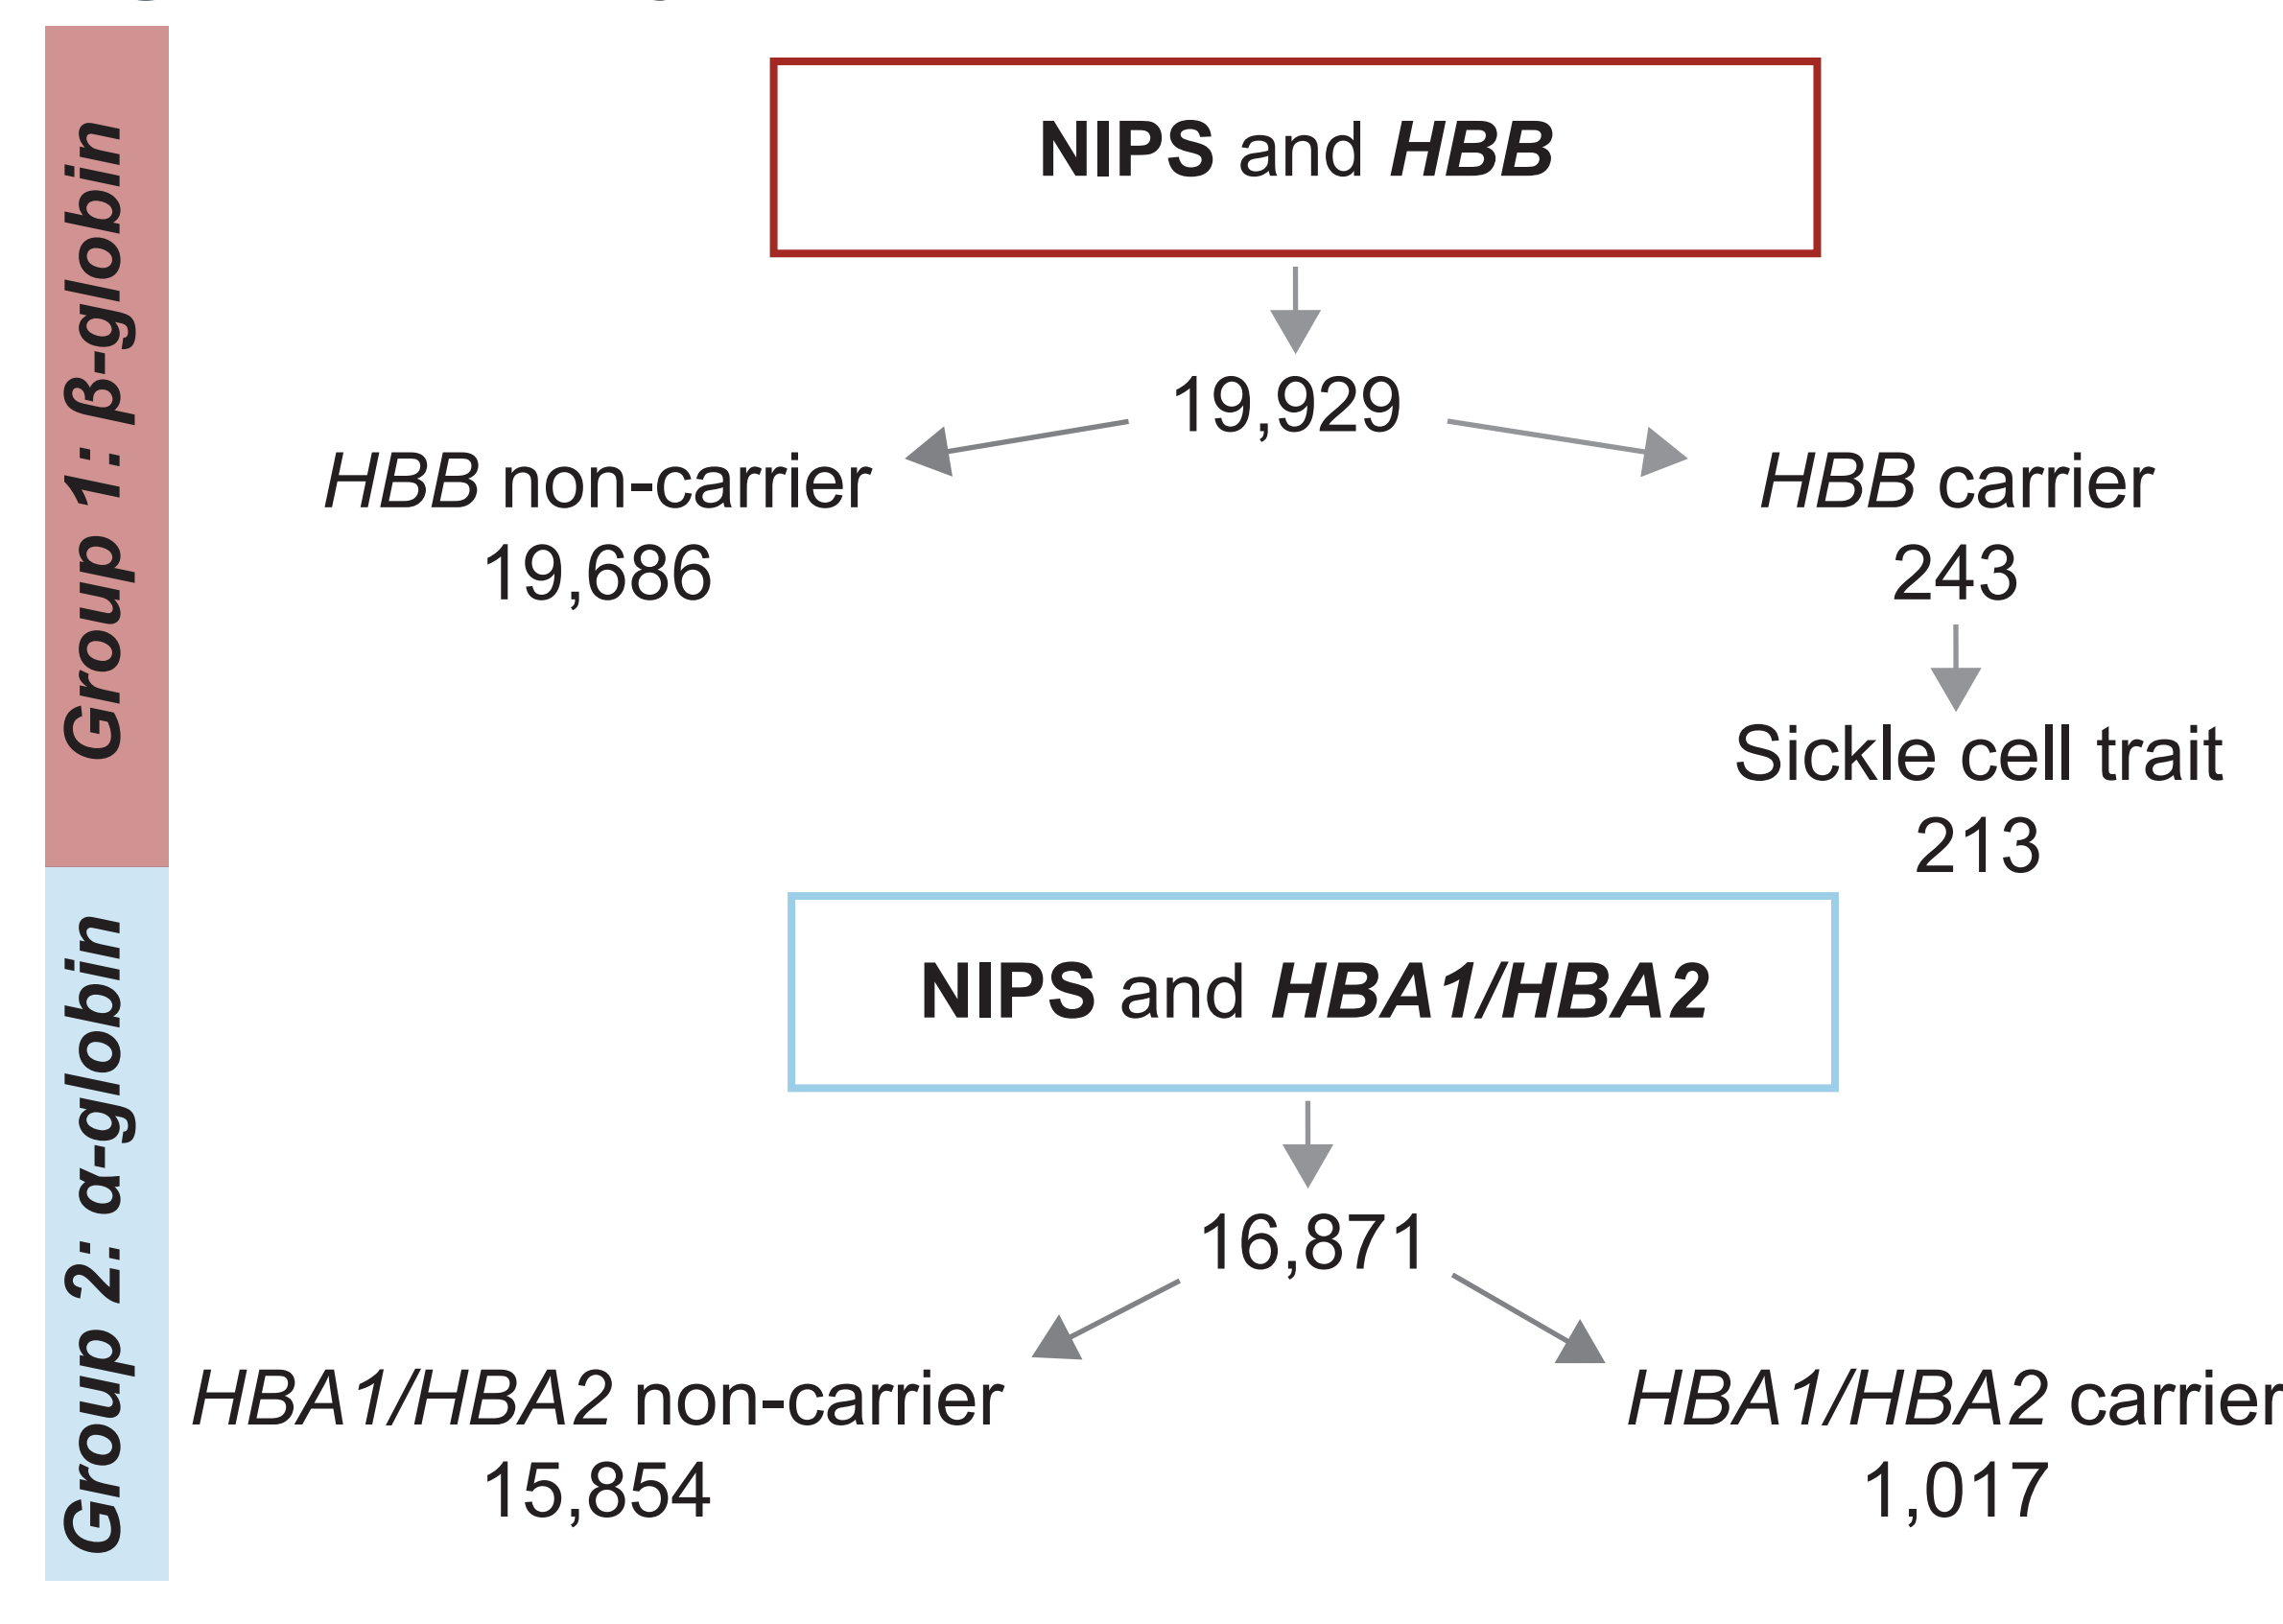 Group 1: β-globin
NIPS and HBB
19,929
HBB non-carrier
19,686
HBB carrier
243
Sickle cell trait
213
Group 2: α-globin
NIPS and HBA1/HBA2
16,871
HBA1/HBA2 non-carrier
15,854
HBA1/HBA2 carrier
1,017